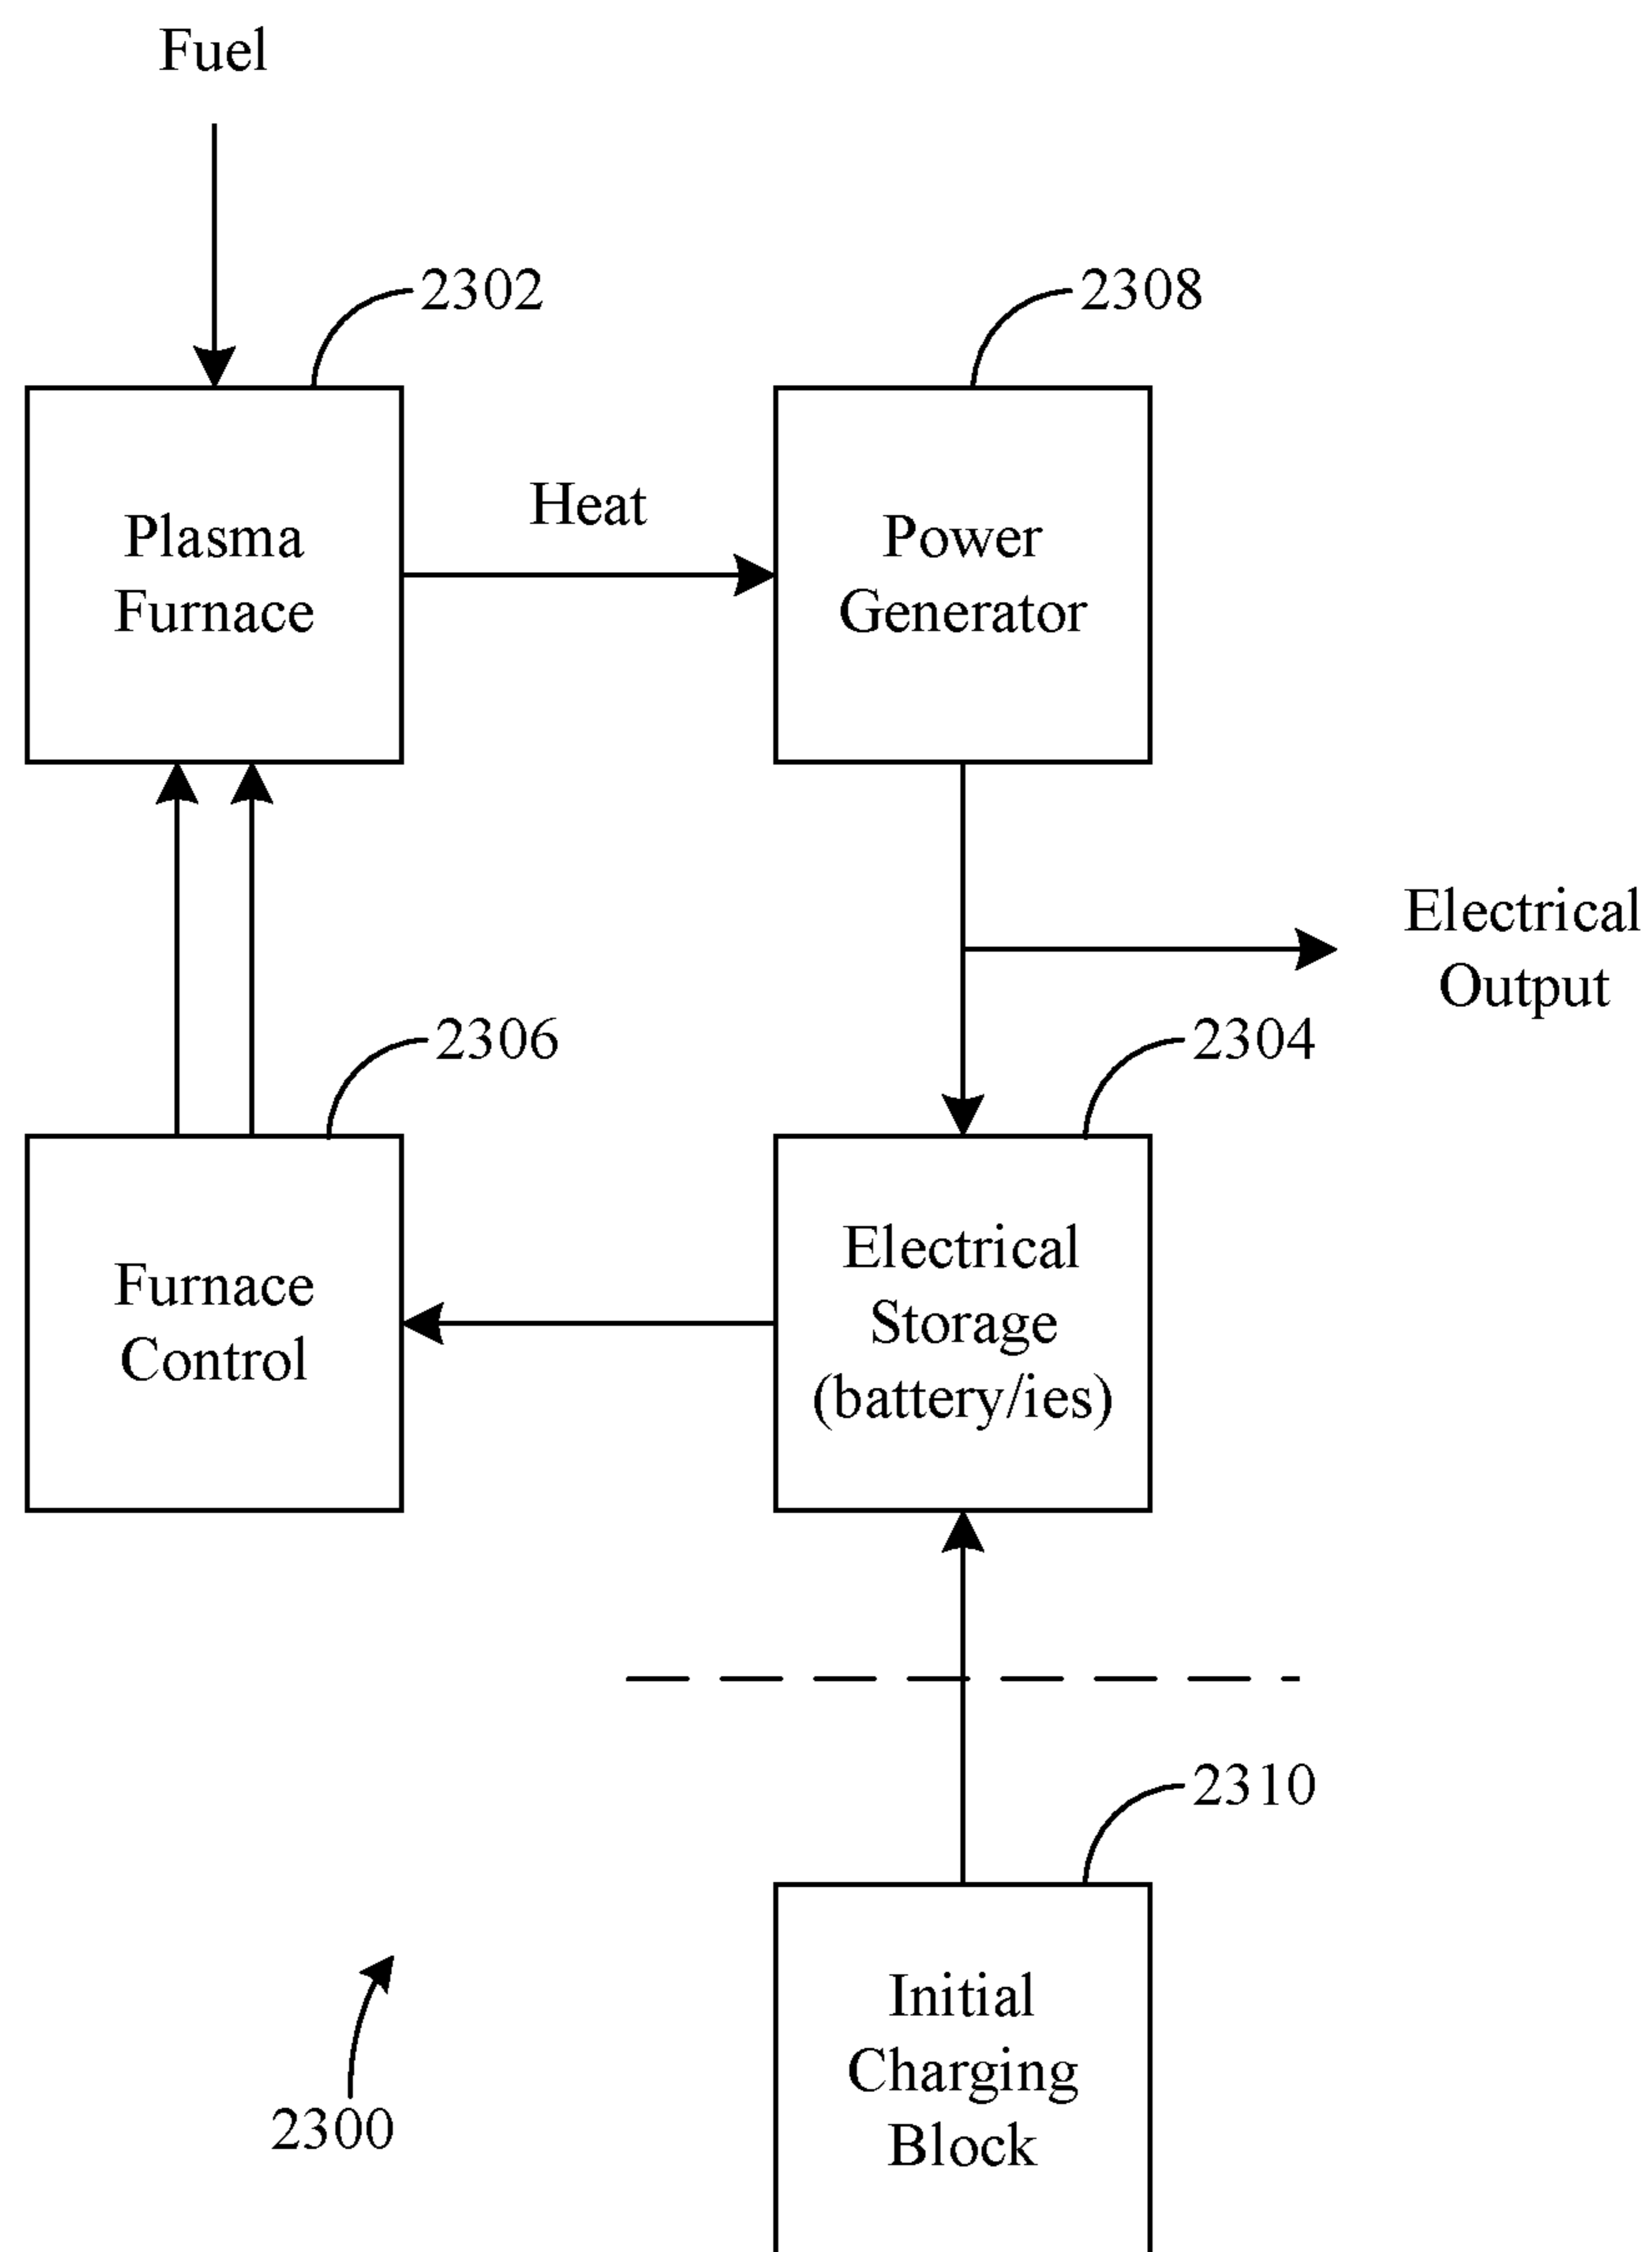 Fuel
2302
2308
Plasma
Furnace
Heat
Power
Generator
Electrical
Output
2306
2304
Furnace
Control
Electrical
Storage
(battery/ies)
2310
Initial
Charging
Block
2300